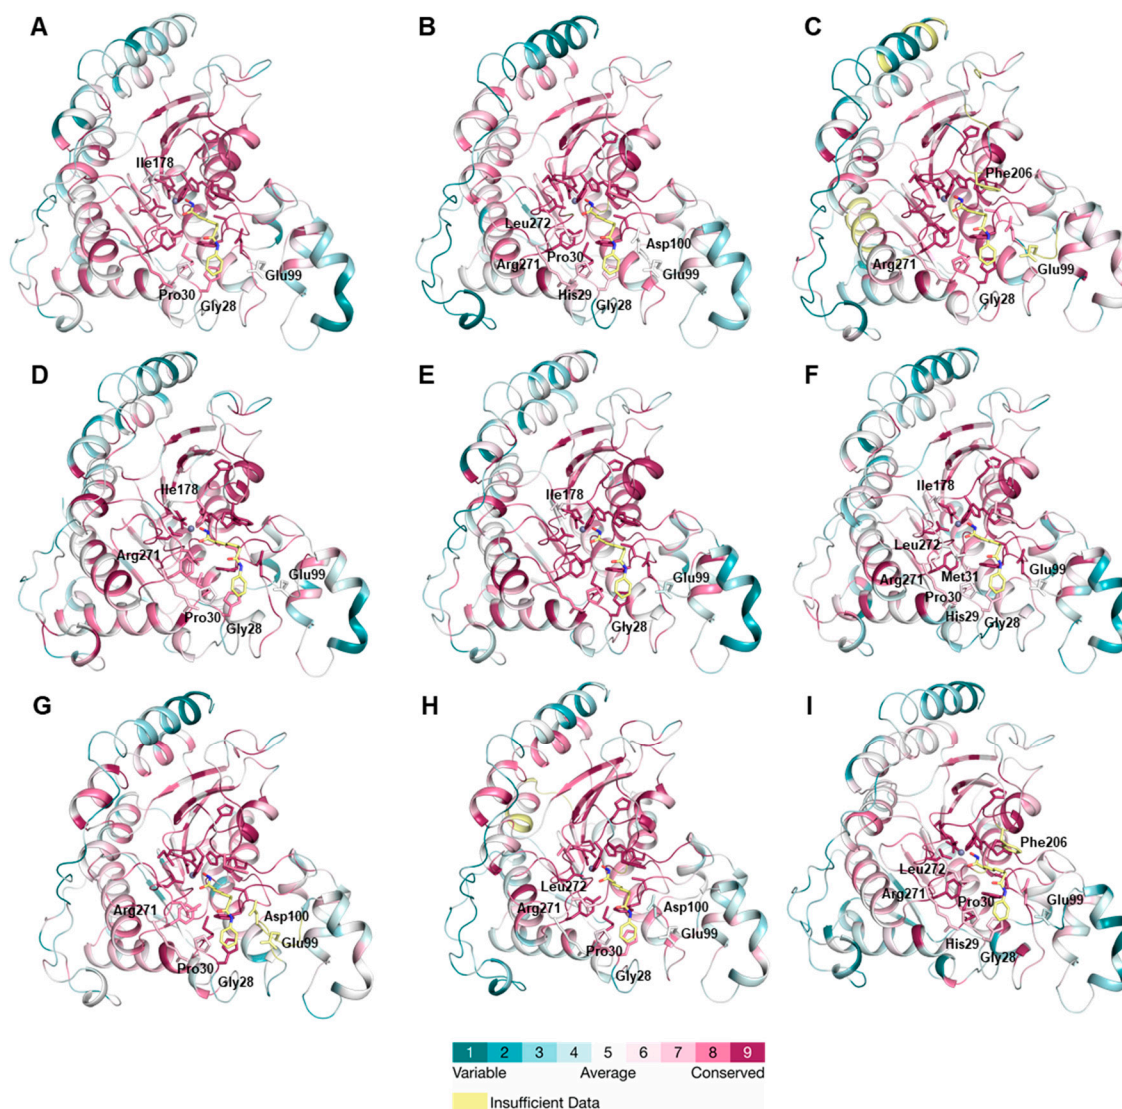 A
B
C
Ile178
Pro30
Gly28
Glu99
Leu272
Arg271
Pro30
His29
Gly28
Asp100
Glu99
Phe206
Arg271
Gly28
Glu99
D
E
F
Ile178
Arg271
Pro30
Gly28
Glu99
Ile178
Gly28
Glu99
Ile178
Leu272
Arg271
Met31
Pro30
His29
Gly28
Glu99
G
H
I
Arg271
Pro30
Gly28
Asp100
Glu99
Leu272
Arg271
Pro30
Gly28
Asp100
Glu99
Phe206
Leu272
Arg271
Pro30
His29
Gly28
Glu99
1 2 3 4 5 6 7 8 9
Variable Average Conserved
Insufficient Data